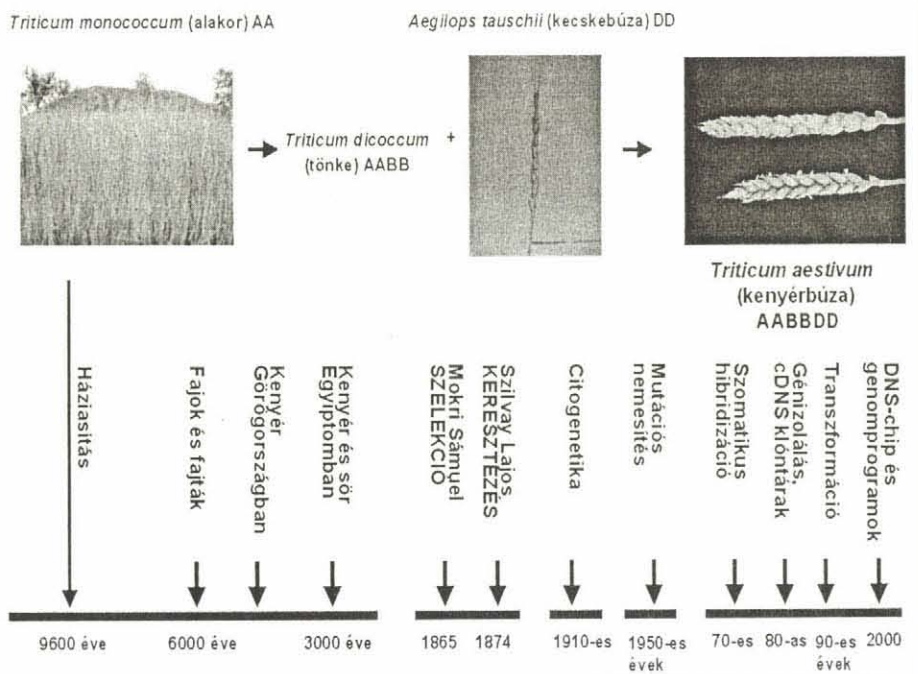 Triticum monococcum (alakor) AA
Aegilops tauschii (kecskebúza) DD
Triticum dicoccum +
(tönke) AABB
Triticum aestivum
(kenyérbúza)
AABBDD
Háziasítás
Fajok és fajták
Kenyér
Görögországban
Kenyér és sör
Egyiptomban
Mokri Sámuel
SZELEKCIÓ
Szilvay Lajos
KERESZTEZÉS
Citogenetika
Mutációs
nemesítés
Szomatikus
hibridizáció
Génizolálás,
cDNS klóntárak
Transzformáció
DNS-chip és
genomprogramok
9600 éve
6000 éve
3000 éve
1865
1874
1910-es
1950-es
évek
70-es
80-as
90-es
évek
2000